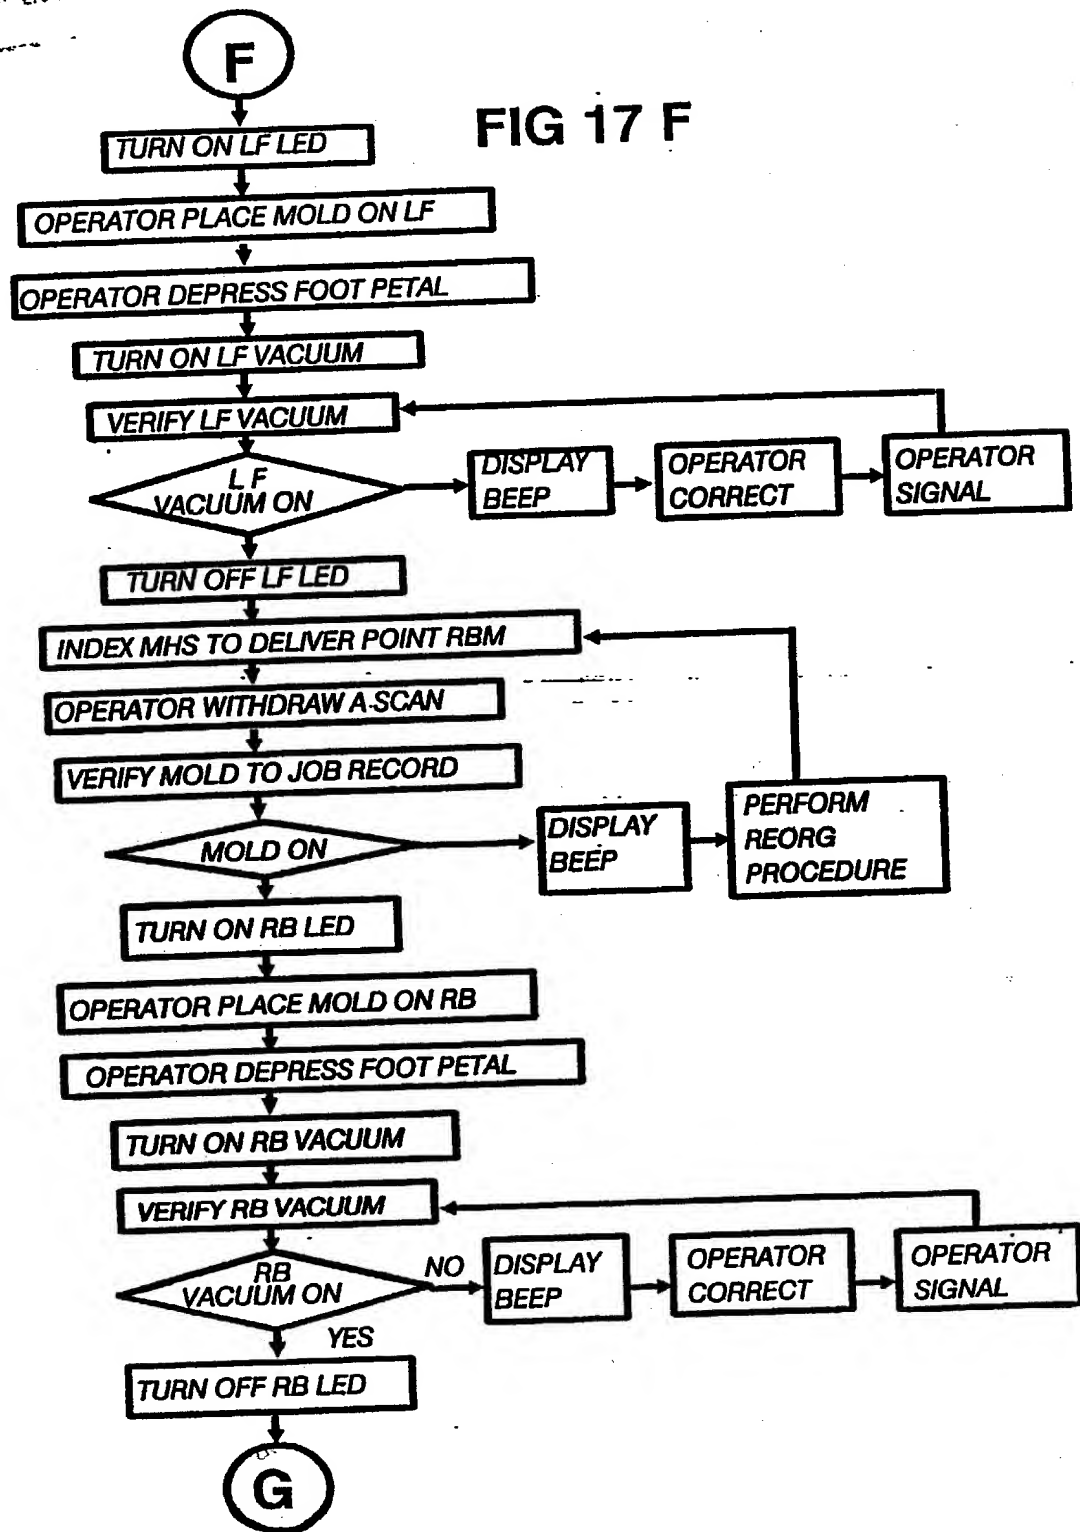 F
FIG 17 F
TURN ON LF LED
OPERATOR PLACE MOLD ON LF
OPERATOR DEPRESS FOOT PETAL
TURN ON LF VACUUM
VERIFY LF VACUUM
L F
VACUUM ON
DISPLAY
BEEP
OPERATOR
CORRECT
OPERATOR
SIGNAL
TURN OFF LF LED
INDEX MHS TO DELIVER POINT RBM
OPERATOR WITHDRAW A-SCAN
VERIFY MOLD TO JOB RECORD
MOLD ON
DISPLAY
BEEP
PERFORM
REORG
PROCEDURE
TURN ON RB LED
OPERATOR PLACE MOLD ON RB
OPERATOR DEPRESS FOOT PETAL
TURN ON RB VACUUM
VERIFY RB VACUUM
RB
VACUUM ON
NO
DISPLAY
BEEP
OPERATOR
CORRECT
OPERATOR
SIGNAL
YES
TURN OFF RB LED
G